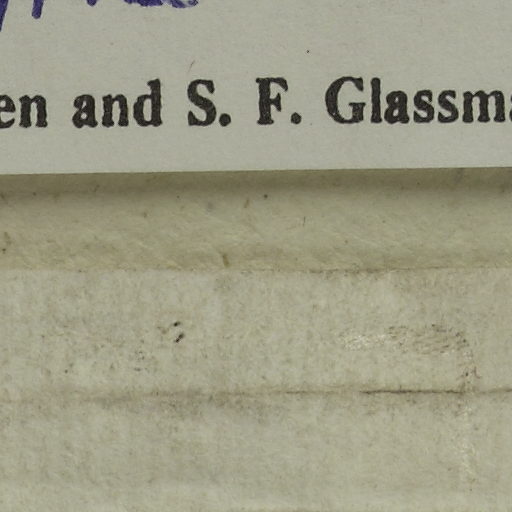 en and S. F. Glassma